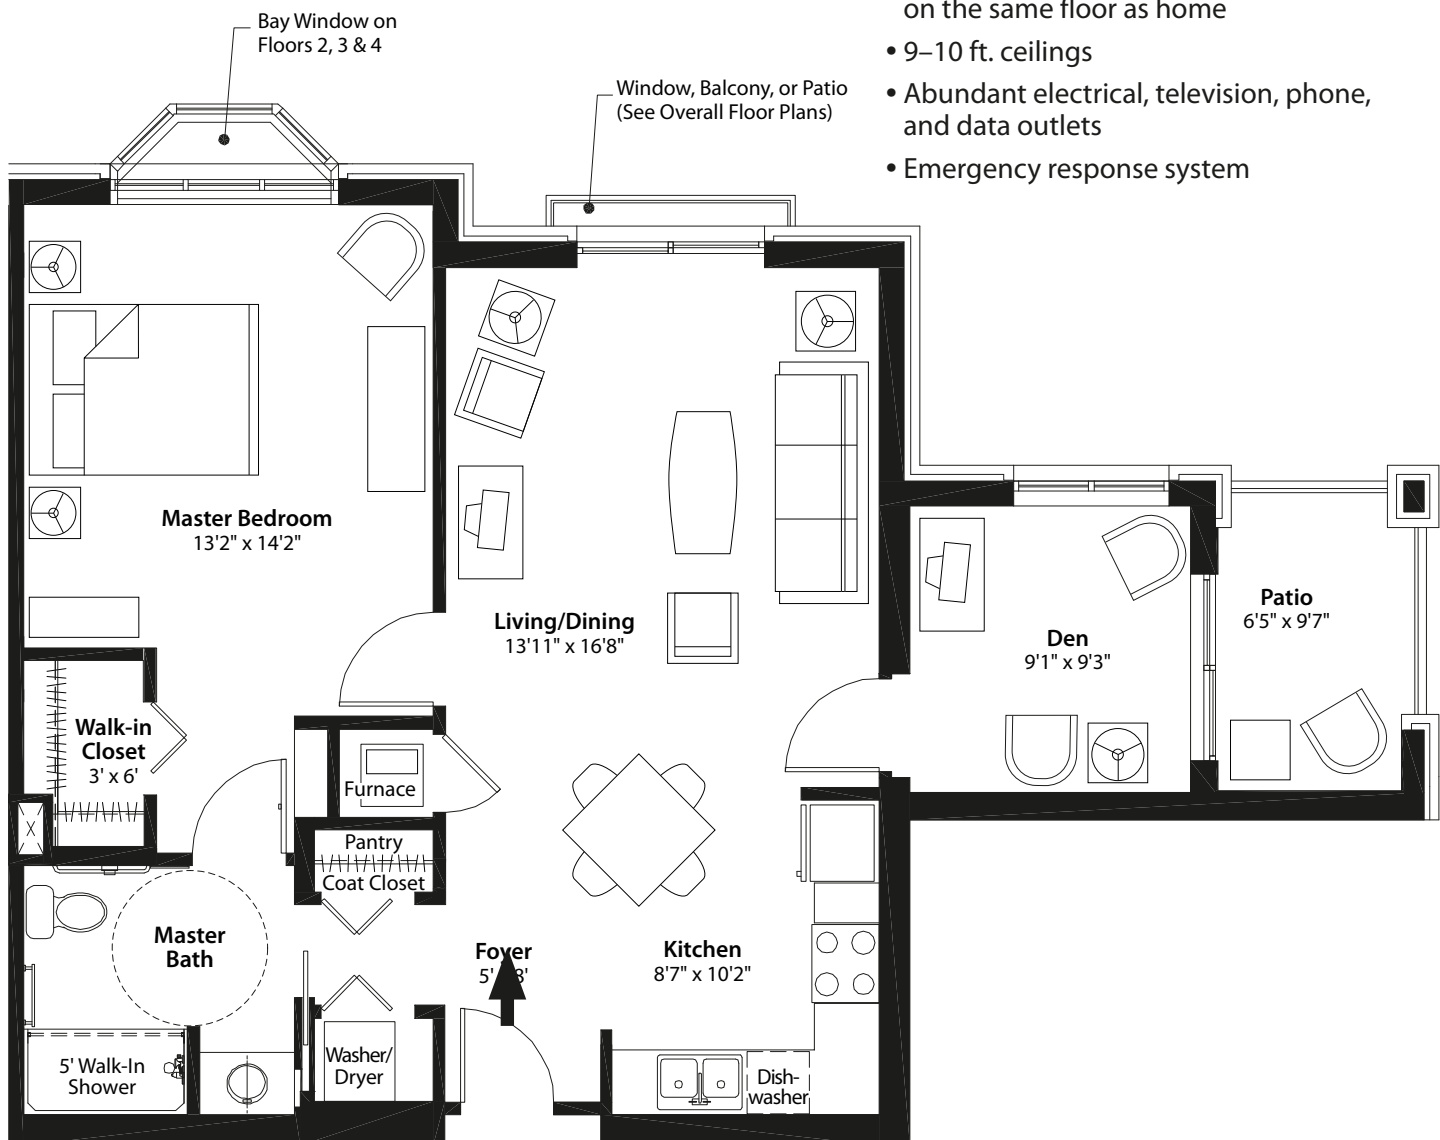 Bay Window on
Floors 2, 3 & 4
Window, Balcony, or Patio
(See Overall Floor Plans)
on the same floor as home
• 9–10 ft. ceilings
• Abundant electrical, television, phone,
and data outlets
• Emergency response system
Master Bedroom
13'2" x 14'2"
Living/Dining
13'11" x 16'8"
Den
9'1" x 9'3"
Patio
6'5" x 9'7"
Walk-in
Closet
3' x 6'
Furnace
Pantry
Coat Closet
Master
Bath
Foyer
5' 8'
Kitchen
8'7" x 10'2"
5' Walk-In
Shower
Washer/
Dryer
Dish-
washer